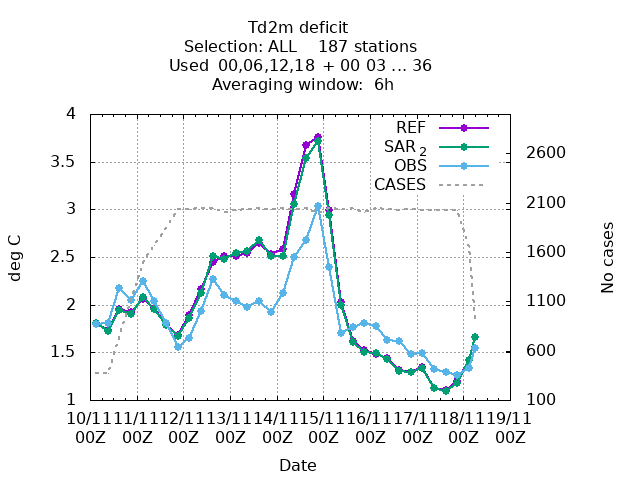 Td2m deficit
Selection: ALL 187 stations
Used 00,06,12,18 + 00 03 ... 36
Averaging window: 6h
REF
SAR 2
OBS
CASES
4
3.5
3
2.5
2
1.5
1
deg C
2600
2100
1600
1100
600
100
No cases
10/11 11/11 12/11 13/11 14/11 15/11 16/11 17/11 18/11 19/11
00Z 00Z 00Z 00Z 00Z 00Z 00Z 00Z 00Z 00Z
Date